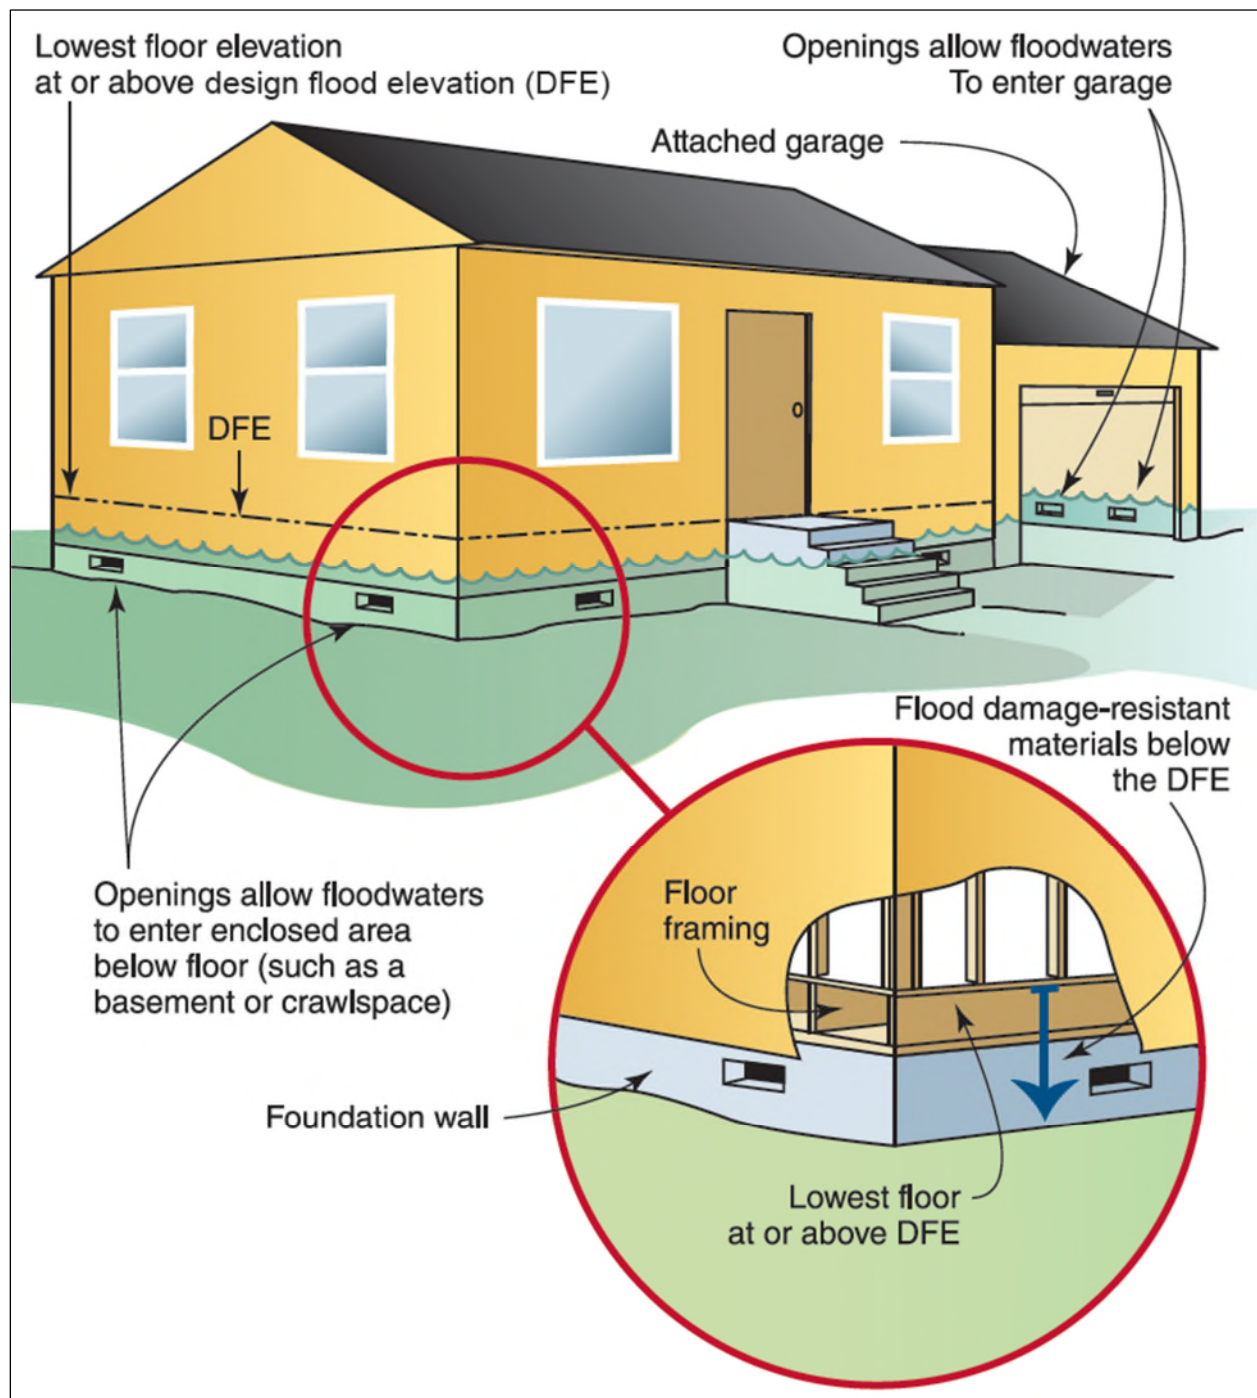 Lowest floor elevation
at or above design flood elevation (DFE)
Openings allow floodwaters
To enter garage
Attached garage
DFE
Flood damage-resistant
materials below
the DFE
Openings allow floodwaters
to enter enclosed area
below floor (such as a
basement or crawlspace)
Floor
framing
Foundation wall
Lowest floor
at or above DFE